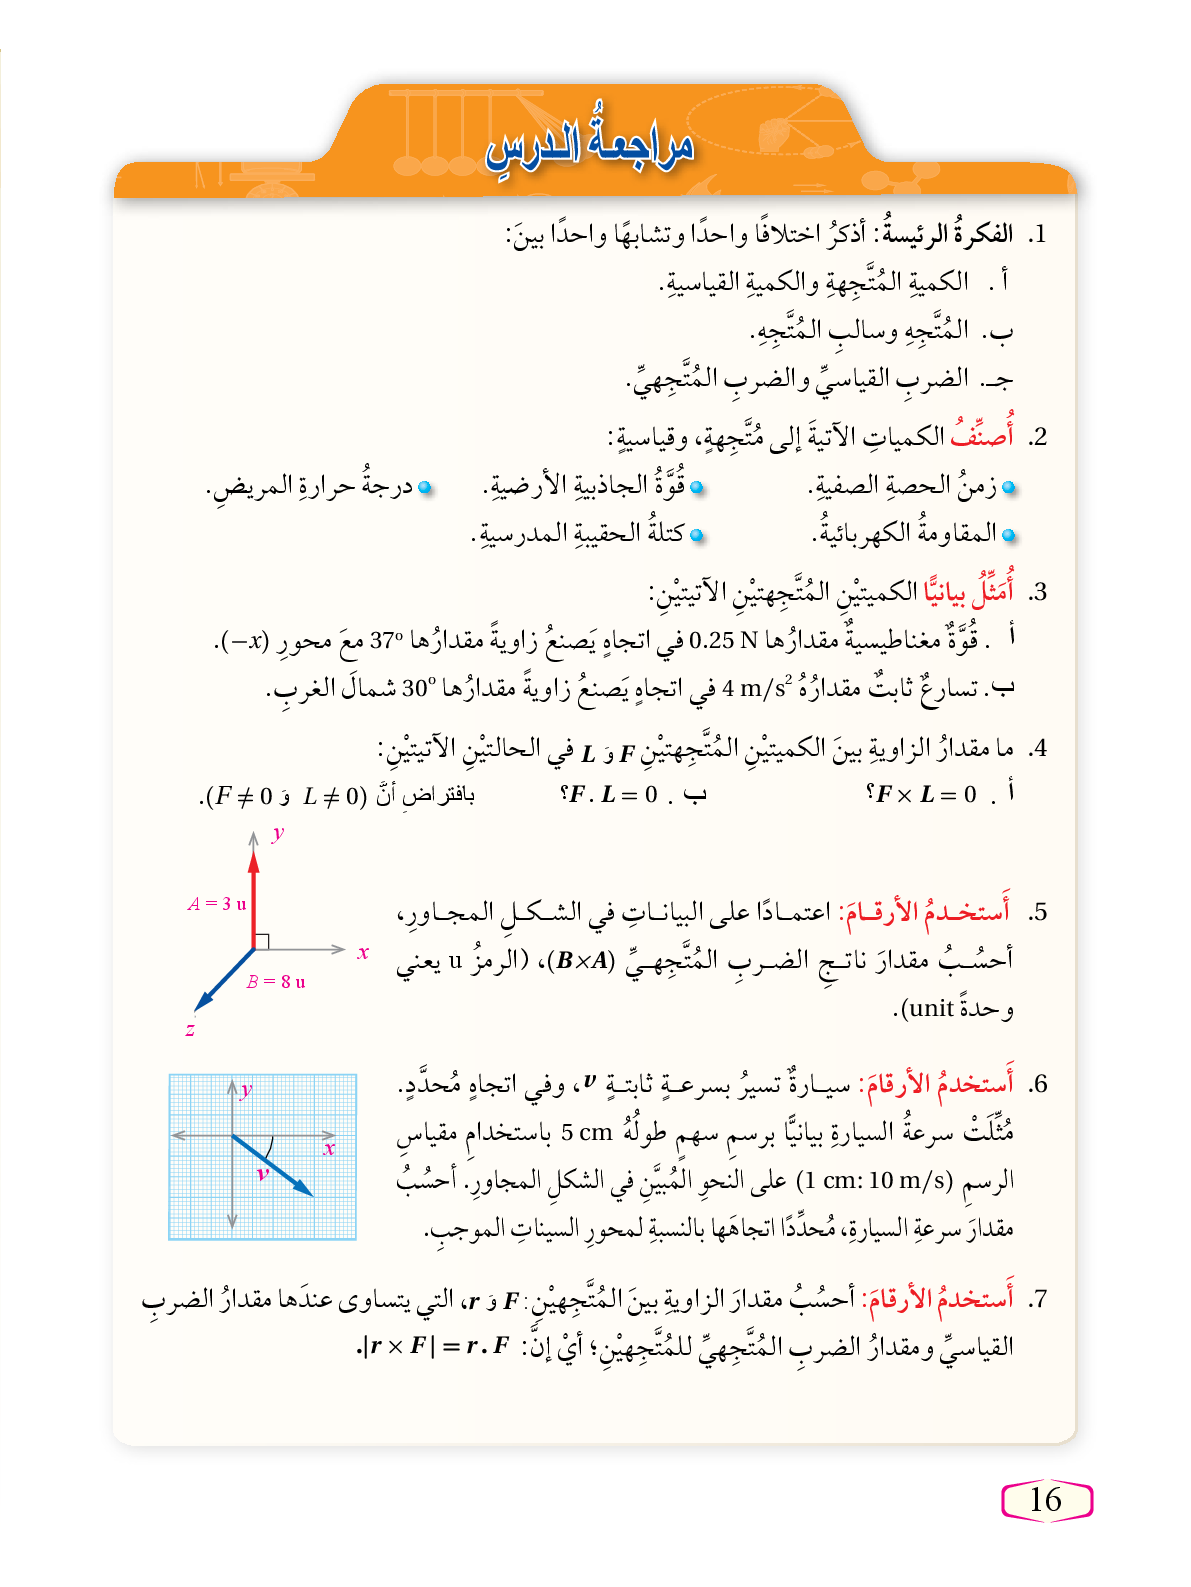 مراجعةُ الدرسِ
1. الفكرةُ الرئيسةُ: أذكرُ اختلافًا واحدًا وتشابهًا واحدًا بينَ:
أ . الكميةِ المُتَّجِهةِ والكميةِ القياسيةِ.
ب. المُتَّجِهِ وسالبِ المُتَّجِهِ.
جـ. الضربِ القياسيِّ والضربِ المُتَّجِهيِّ.
2. أُصنِّفُ الكمياتِ الآتيةَ إلى مُتَّجِهةٍ، وقياسيةٍ:
• زمنُ الحصةِ الصفيةِ. • قُوَّةُ الجاذبيةِ الأرضيةِ. • درجةُ حرارةِ المريضِ.
• المقاومةُ الكهربائيةُ. • كتلةُ الحقيبةِ المدرسيةِ.
3. أُمَثِّلُ بيانيًّا الكميتيْنِ المُتَّجِهتيْنِ الآتيتيْنِ:
أ . قُوَّةٌ مغناطيسيةٌ مقدارُها 0.25 N في اتجاهٍ يَصنعُ زاويةً مقدارُها 37º معَ محورِ (−x).
ب. تسارعٌ ثابتٌ مقدارُهُ 4 m/s² في اتجاهٍ يَصنعُ زاويةً مقدارُها 30º شمالَ الغربِ.
4. ما مقدارُ الزاويةِ بينَ الكميتيْنِ المُتَّجِهتيْنِ F وَ L في الحالتيْنِ الآتيتيْنِ:
أ . F × L = 0؟ ب . F . L = 0؟ بافتراضِ أنَّ (L ≠ 0 وَ F ≠ 0).
y
A = 3 u
x
B = 8 u
z
5. أَستخدمُ الأرقامَ: اعتمادًا على البياناتِ في الشكلِ المجاورِ،
أحسُبُ مقدارَ ناتجِ الضربِ المُتَّجِهيِّ (B×A)، (الرمزُ u يعني
وحدةً unit).
6. أَستخدمُ الأرقامَ: سيارةٌ تسيرُ بسرعةٍ ثابتةٍ v، وفي اتجاهٍ مُحدَّدٍ.
مُثِّلَتْ سرعةُ السيارةِ بيانيًّا برسمِ سهمٍ طولُهُ 5 cm باستخدامِ مقياسِ
الرسمِ (1 cm: 10 m/s) على النحوِ المُبيَّنِ في الشكلِ المجاورِ. أحسُبُ
مقدارَ سرعةِ السيارةِ، مُحدِّدًا اتجاهَها بالنسبةِ لمحورِ السيناتِ الموجبِ.
y
x
v
7. أَستخدمُ الأرقامَ: أحسُبُ مقدارَ الزاويةِ بينَ المُتَّجِهيْنِ: F وَ r، التي يتساوى عندَها مقدارُ الضربِ
القياسيِّ ومقدارُ الضربِ المُتَّجِهيِّ للمُتَّجِهيْنِ؛ أيْ إنَّ: |r × F| = r . F.
16